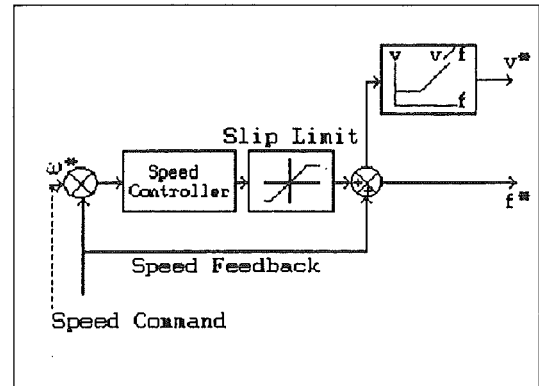 v v/f
f
v*
Slip Limit
ω*
Speed
Controller
+
+
f*
Speed Feedback
Speed Command